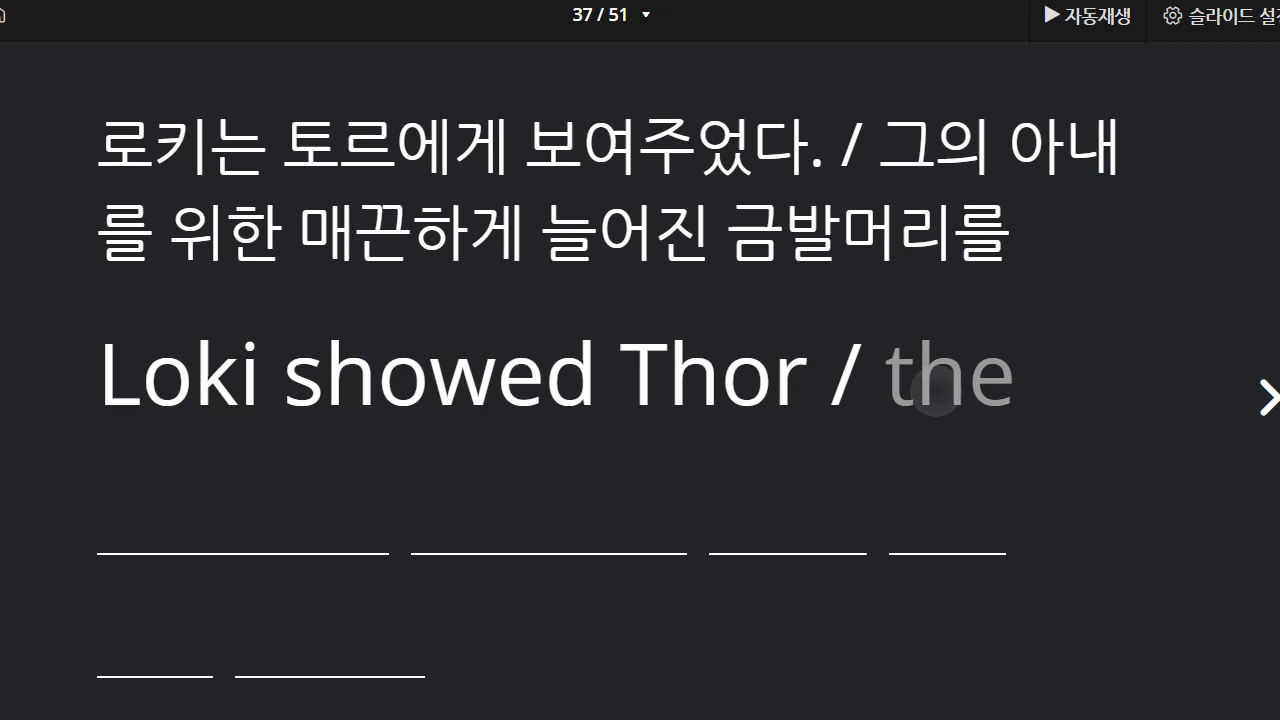 37 / 51
자동재생
슬라이드
로키는 토르에게 보여주었다. / 그의 아내
를 위한 매끈하게 늘어진 금발머리를
Loki showed Thor / the